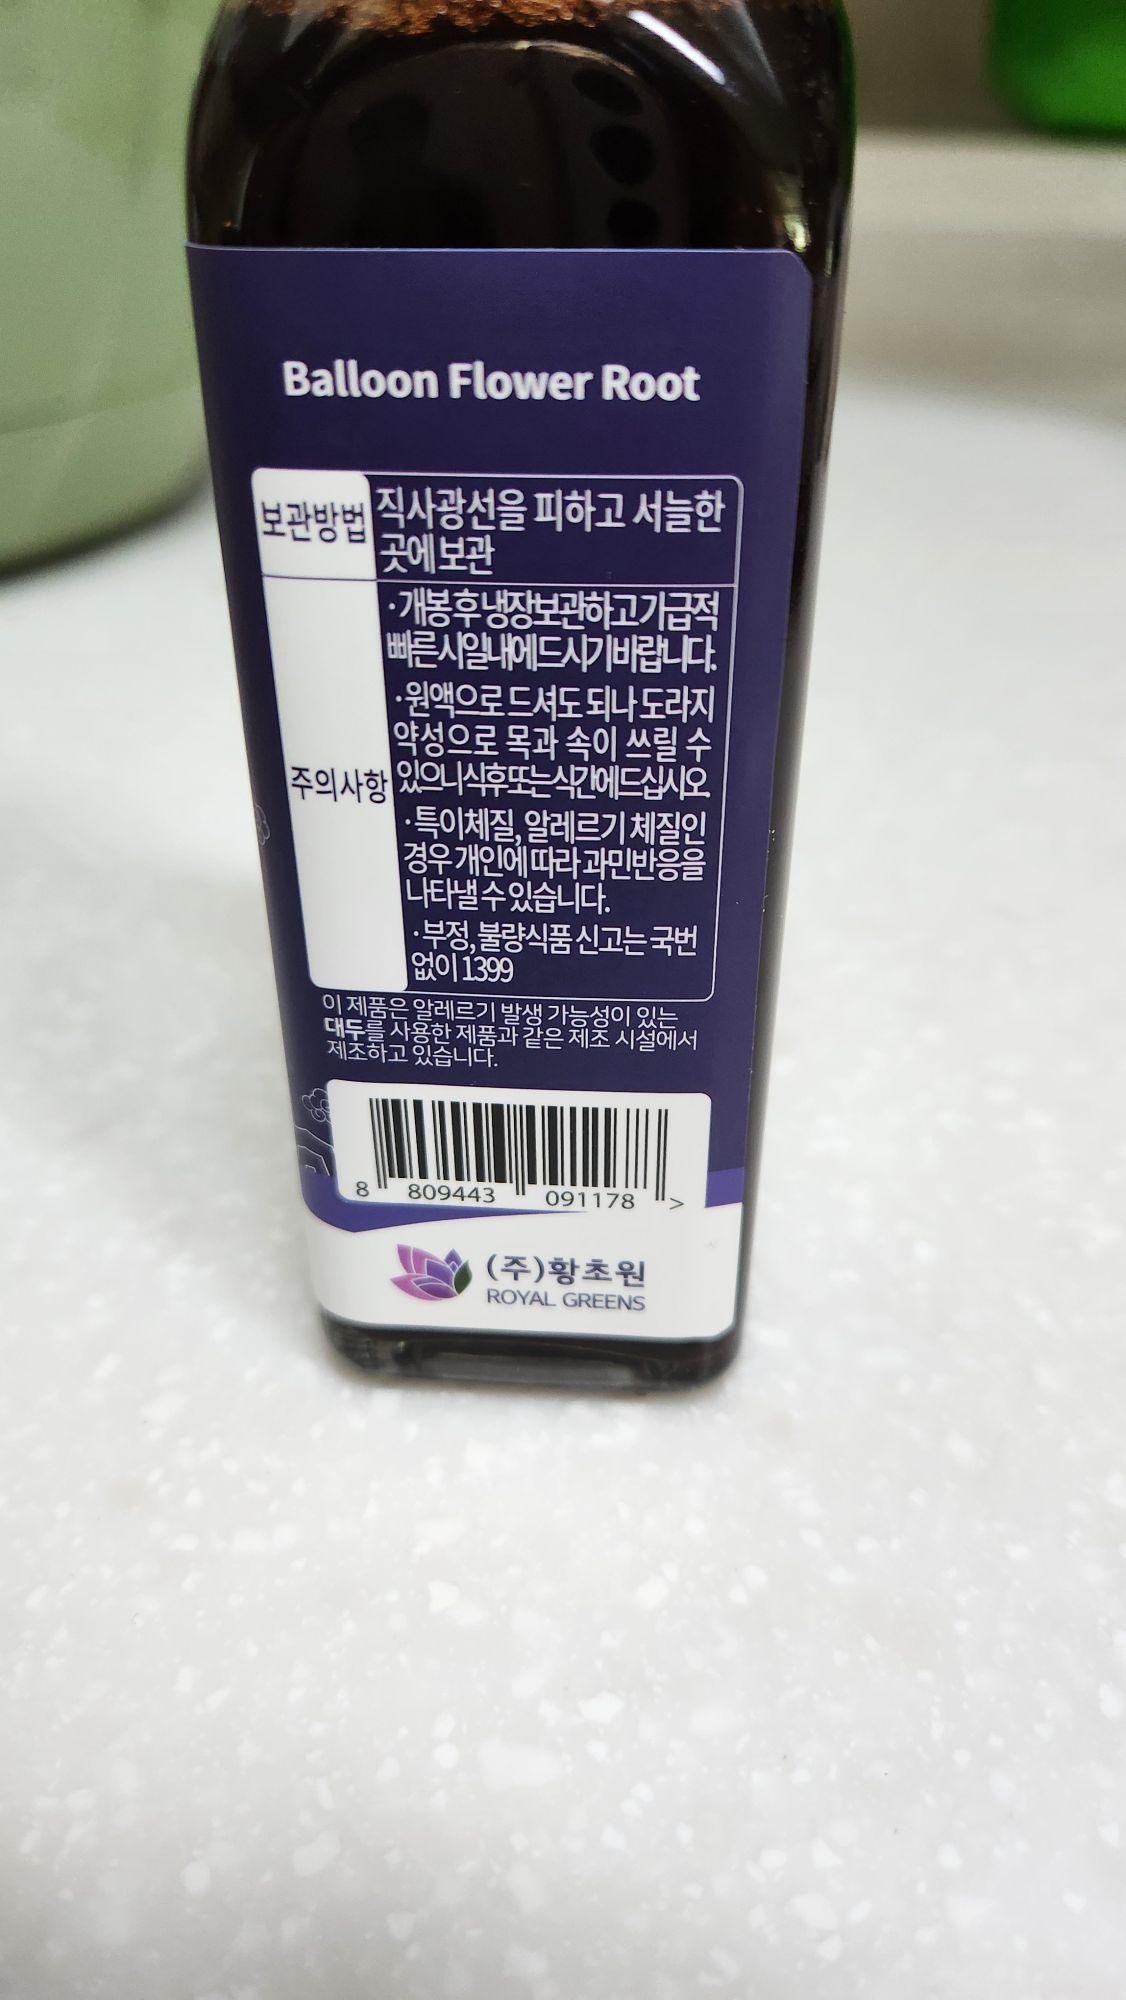 Balloon Flower Root
보관방법
직사광선을 피하고 서늘한
곳에 보관
주의사항
·개봉 후 냉장보관하고 가급적
빠른 시일내에 드시기 바랍니다.
·원액으로 드셔도 되나 도라지
약성으로 목과 속이 쓰릴 수
있으니 식후 또는 식간에 드십시오.
·특이체질, 알레르기 체질인
경우 개인에 따라 과민반응을
나타낼 수 있습니다.
·부정, 불량식품 신고는 국번
없이 1399
이 제품은 알레르기 발생 가능성이 있는
대두를 사용한 제품과 같은 제조 시설에서
제조하고 있습니다.
8 809443 091178 >
(주)황초원
ROYAL GREENS